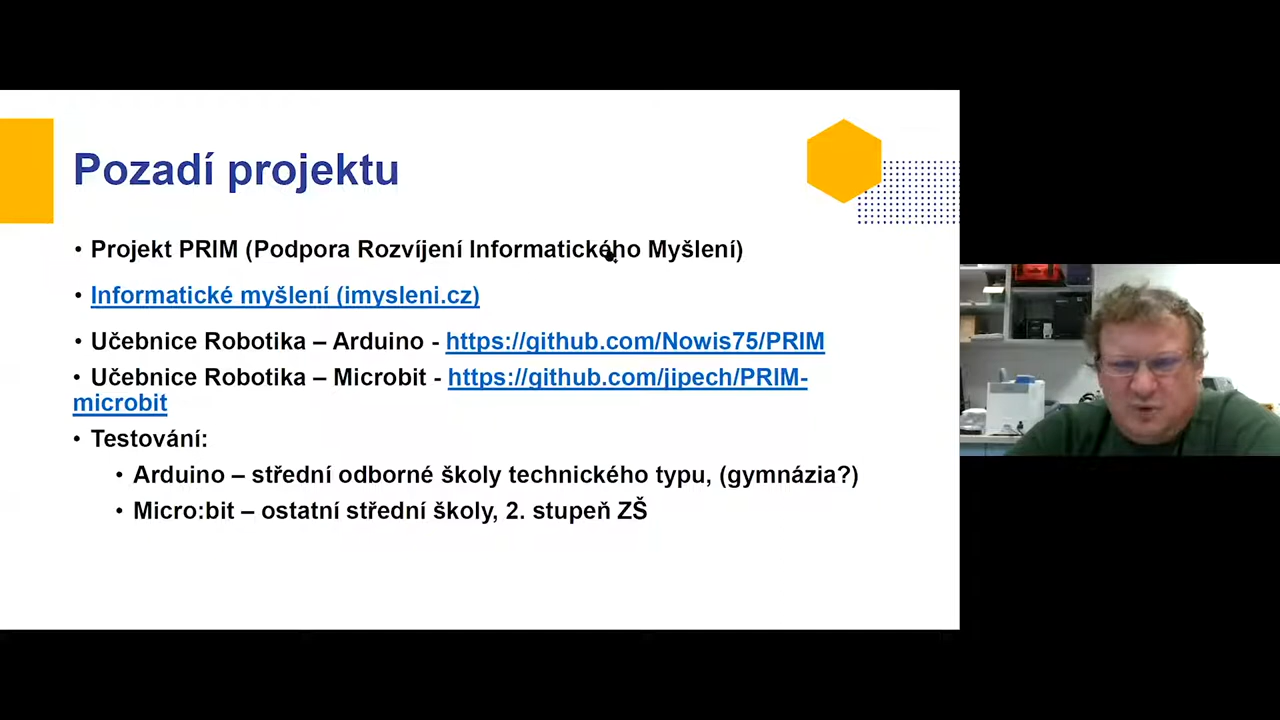 Pozadí projektu
• Projekt PRIM (Podpora Rozvíjení Informatického Myšlení)
• Informatické myšlení (imysleni.cz)
• Učebnice Robotika – Arduino - https://github.com/Nowis75/PRIM
• Učebnice Robotika – Microbit - https://github.com/jipech/PRIM-
microbit
• Testování:
• Arduino – střední odborné školy technického typu, (gymnázia?)
• Micro:bit – ostatní střední školy, 2. stupeň ZŠ